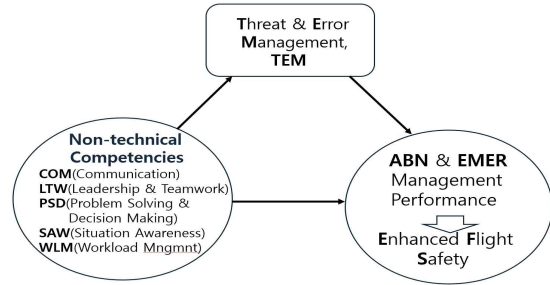 Threat & Error
Management,
TEM
Non-technical
Competencies
COM(Communication)
LTW(Leadership & Teamwork)
PSD(Problem Solving &
Decision Making)
SAW(Situation Awareness)
WLM(Workload Mngmnt)
ABN & EMER
Management
Performance
Enhanced Flight
Safety